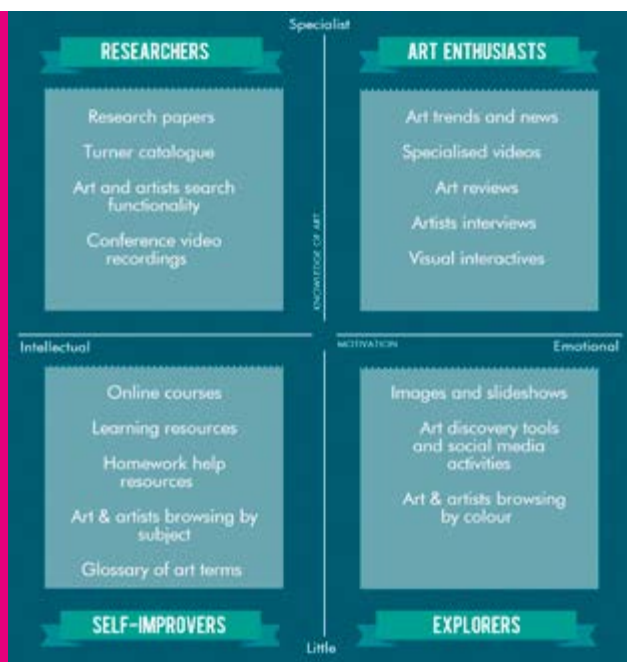 Specialist
RESEARCHERS
Research papers
Turner catalogue
Art and artists search
functionality
Conference video
recordings
ART ENTHUSIASTS
Art trends and news
Specialised videos
Art reviews
Artists interviews
Visual interactives
KNOWLEDGE OF ART
Intellectual
MOTIVATION
Emotional
Online courses
Learning resources
Homework help
resources
Art & artists browsing by
subject
Glossary of art terms
SELF-IMPROVERS
Images and slideshows
Art discovery tools
and social media
activities
Art & artists browsing
by colour
EXPLORERS
Little